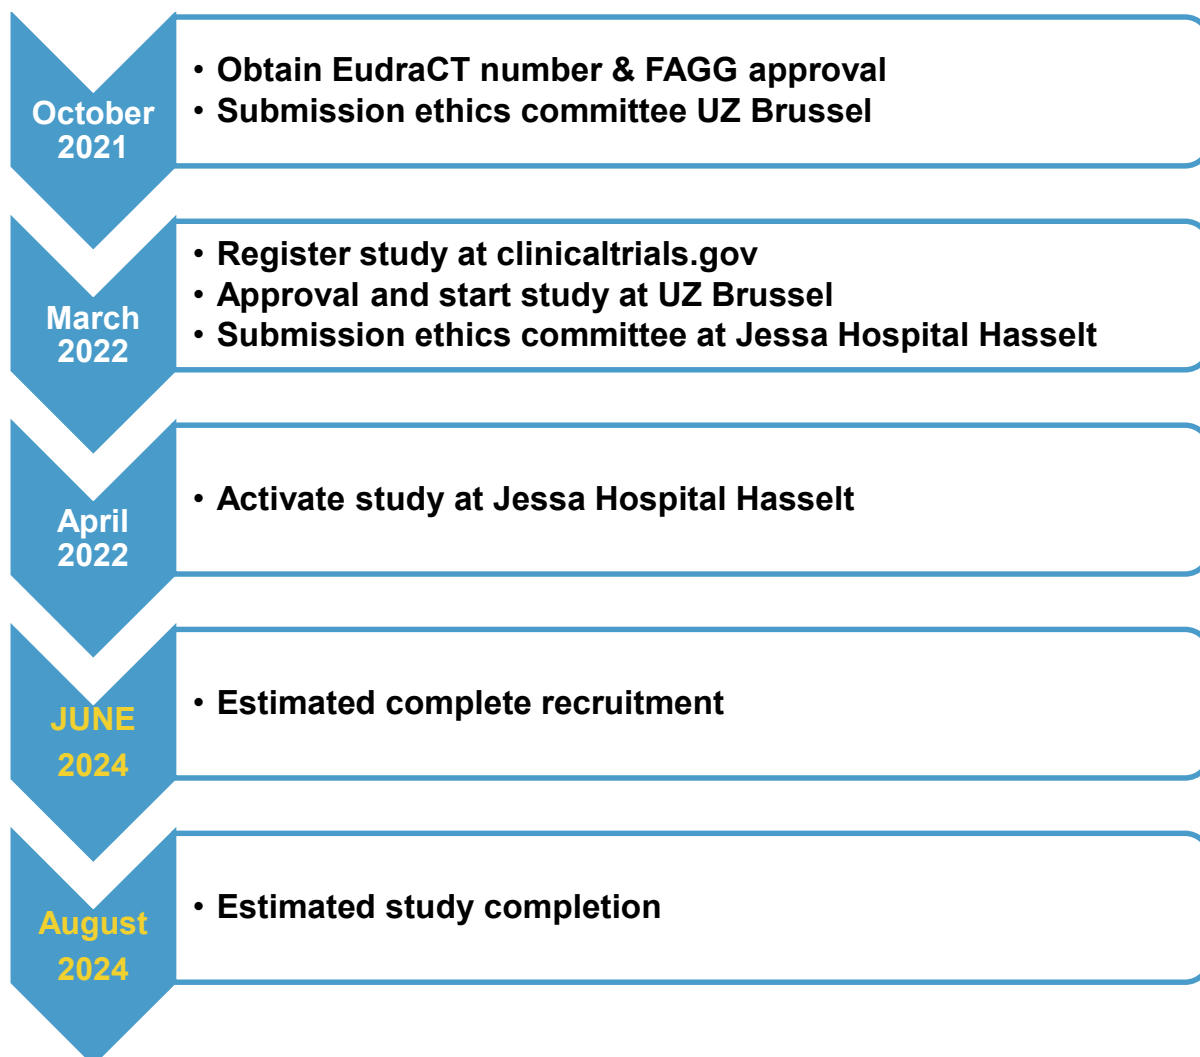 October
2021
• Obtain EudraCT number & FAGG approval
• Submission ethics committee UZ Brussel
March
2022
• Register study at clinicaltrials.gov
• Approval and start study at UZ Brussel
• Submission ethics committee at Jessa Hospital Hasselt
April
2022
• Activate study at Jessa Hospital Hasselt
JUNE
2024
• Estimated complete recruitment
August
2024
• Estimated study completion